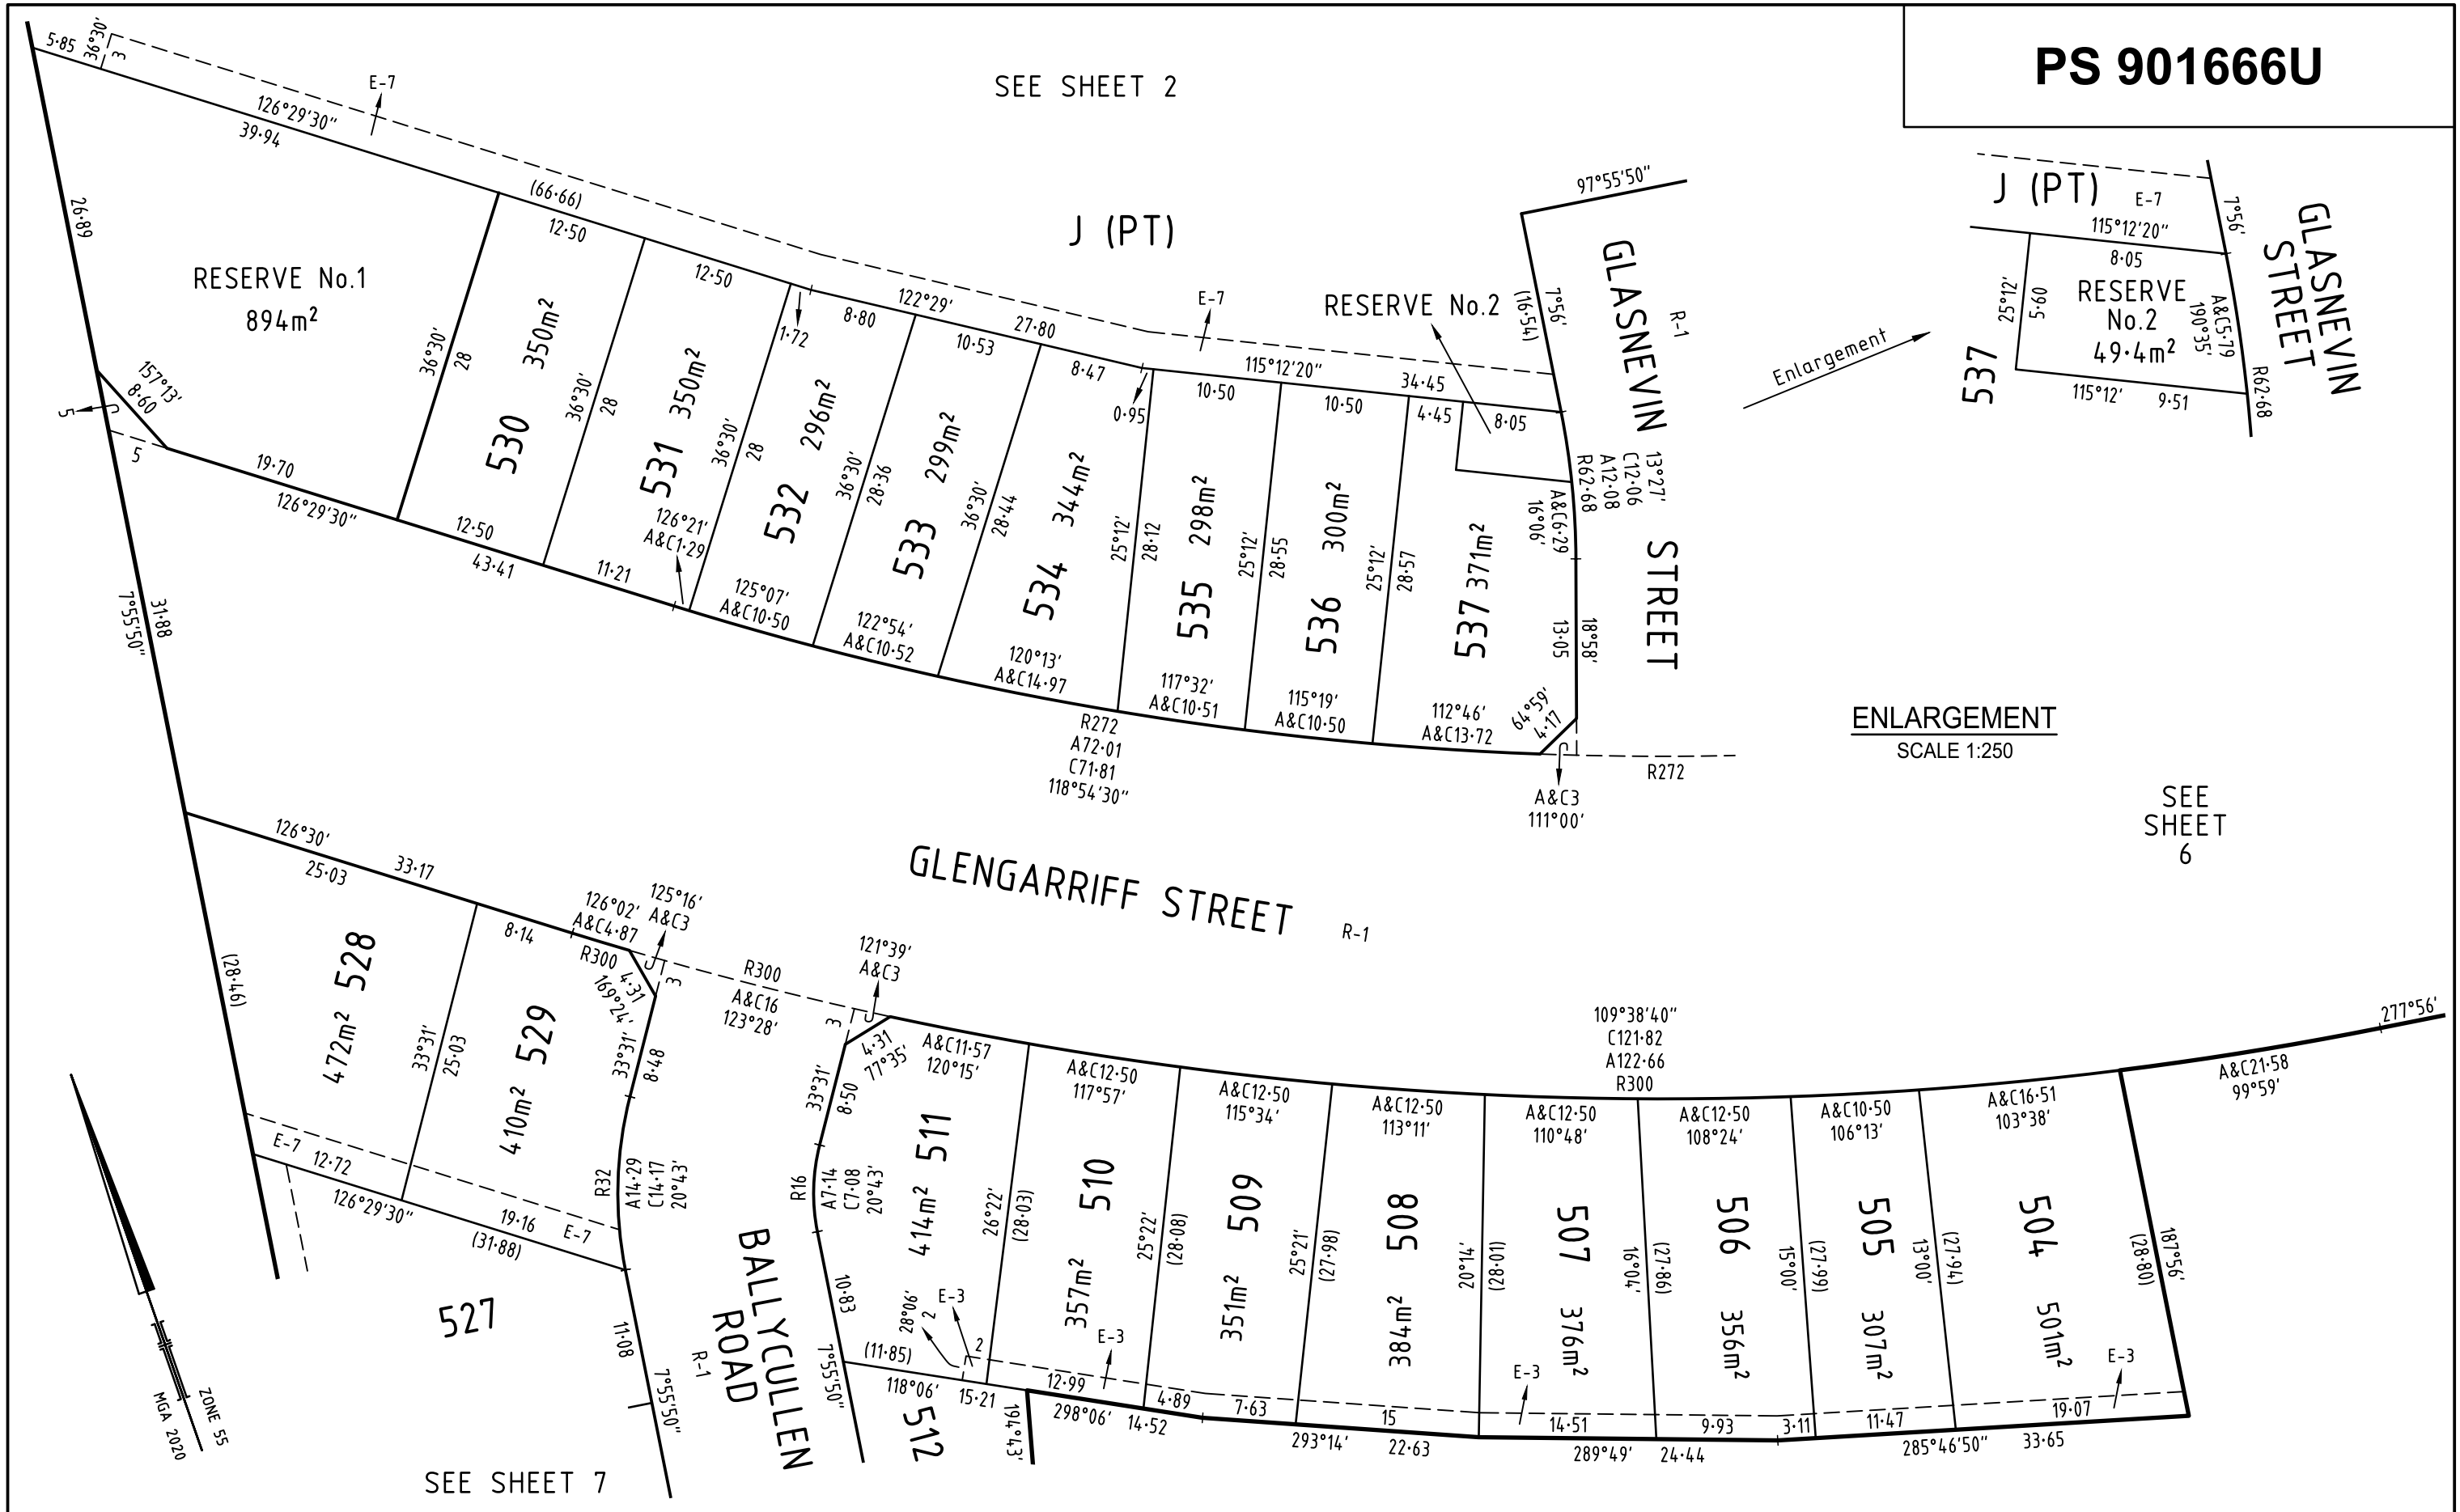 PS 901666U
SEE SHEET 2
5·85
36°30'
3
E-7
126°29'30"
39·94
(66·66)
12·50
12·50
1·72
J (PT)
122°29'
27·80
8·80
10·53
8·47
0·95
E-7
115°12'20"
34·45
10·50
10·50
4·45
8·05
RESERVE No.2
97°55'50"
7°56'
(16·54)
GLASNEVIN STREET
R-1
26·89
RESERVE No.1
894m²
157°13'
8·60
5
5
19·70
126°29'30"
36°30'
28
530
350m²
36°30'
28
531
350m²
36°30'
28
532
296m²
36°30'
28·36
533
299m²
36°30'
28·44
534
344m²
25°12'
28·12
535
298m²
25°12'
28·55
536
300m²
25°12'
28·57
537
371m²
13°27'
C12·06
A12·08
R62·68
A&C6·29
16°06'
13·05
18°58'
64°59'
4·17
12·50
43·41
11·21
126°21'
A&C1·29
125°07'
A&C10·50
122°54'
A&C10·52
120°13'
A&C14·97
117°32'
A&C10·51
115°19'
A&C10·50
112°46'
A&C13·72
R272
A72·01
C71·81
118°54'30"
R272
A&C3
111°00'
31·88
7°55'50"
J (PT)
E-7
115°12'20"
8·05
7°56'
GLASNEVIN
STREET
RESERVE
No.2
49·4m²
25°12'
5·60
A&C5·79
190°35'
R62·68
537
115°12'
9·51
Enlargement
ENLARGEMENT
SCALE 1:250
SEE
SHEET
6
GLENGARRIFF STREET
R-1
126°30'
33·17
25·03
8·14
126°02'
A&C4·87
125°16'
A&C3
R300
4·31
169°24'
3
R300
A&C16
123°28'
121°39'
A&C3
3
4·31
77°35'
(28·46)
472m²
528
33°31'
25·03
410m²
529
33°31'
8·48
R32
A14·29
C14·17
20°43'
33°31'
8·50
R16
A7·14
C7·08
20°43'
E-7
12·72
126°29'30"
19·16
(31·88)
E-7
527
11·08
7°55'50"
BALLYCULLEN
ROAD
R-1
10·83
7°55'50"
A&C11·57
120°15'
A&C12·50
117°57'
A&C12·50
115°34'
A&C12·50
113°11'
A&C12·50
110°48'
A&C12·50
108°24'
A&C10·50
106°13'
A&C16·51
103°38'
109°38'40"
C121·82
A122·66
R300
277°56'
A&C21·58
99°59'
414m²
511
26°22'
(28·03)
357m²
510
25°22'
(28·08)
351m²
509
25°21'
(27·98)
384m²
508
20°14'
(28·01)
507
376m²
16°04'
(27·86)
506
356m²
15°00'
(27·99)
505
307m²
13°00'
(27·94)
504
501m²
187°56'
(28·80)
28°06'
2
E-3
2
E-3
E-3
E-3
(11·85)
118°06'
15·21
512
194°43'
12·99
298°06'
14·52
4·89
7·63
293°14'
22·63
15
14·51
289°49'
24·44
9·93
3·11
11·47
285°46'50"
33·65
19·07
MGA 2020
ZONE 55
SEE SHEET 7